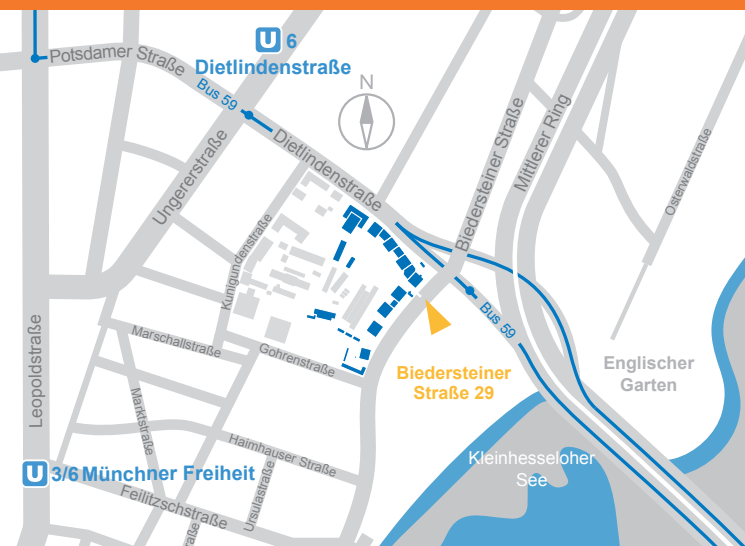 U 6
Dietlindenstraße
Potsdamer Straße
Bus 59
N
Dietlindenstraße
Ungererstraße
Biedersteiner Straße
Mittlerer Ring
Osterwaldstraße
Kunigundenstraße
Bus 59
Leopoldstraße
Marschallstraße
Gohrenstraße
Biedersteiner
Straße 29
Englischer
Garten
Marktstraße
Haimhauser Straße
Kleinhesseloher
See
U 3/6 Münchner Freiheit
Feilitzschstraße
Ursulastraße
raße